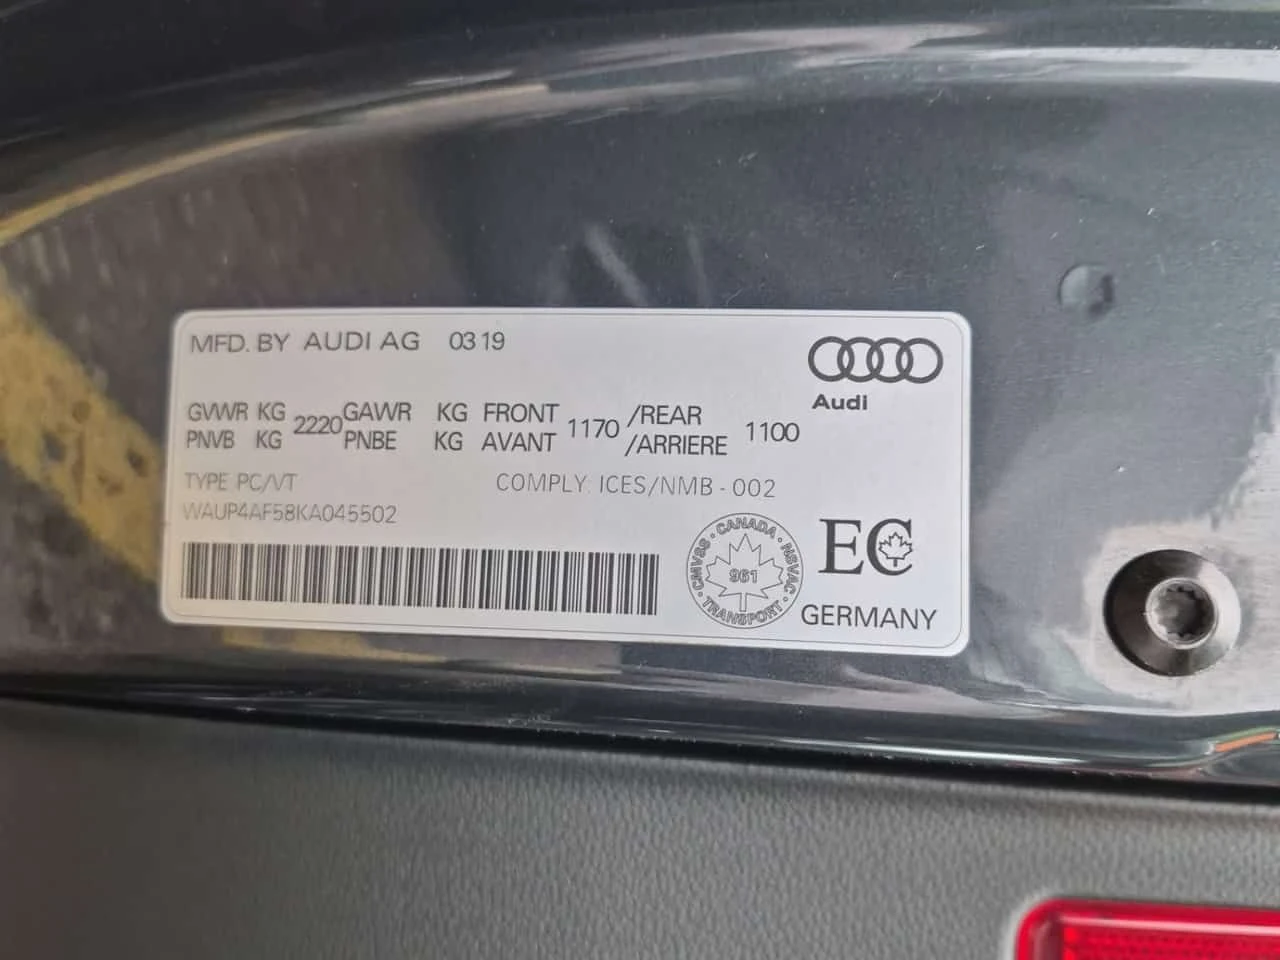 MFD. BY AUDI AG 03 19
Audi
GVWR KG 2220 GAWR KG FRONT 1170 /REAR 1100
PNVB KG PNBE KG AVANT /ARRIERE
TYPE PC/VT COMPLY. ICES/NMB - 002
WAUP4AF58KA045502
· CANADA · NSVAC · TRANSPORT · CMVSS
961
EC
GERMANY